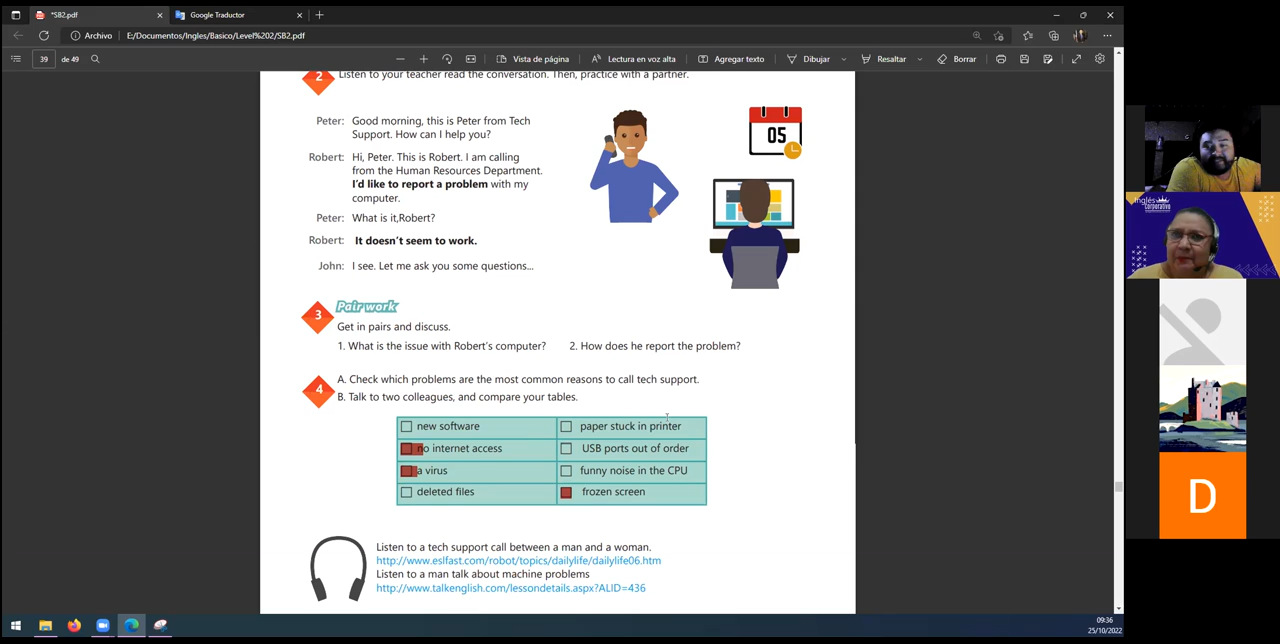 *SB2.pdf
Google Traductor
Archivo E:/Documentos/Ingles/Basico/Level%202/SB2.pdf
39 de 49
Vista de página
Lectura en voz alta
Agregar texto
Dibujar
Resaltar
Borrar
2 Listen to your teacher read the conversation. Then, practice with a partner.
Peter: Good morning, this is Peter from Tech
Support. How can I help you?
Robert: Hi, Peter. This is Robert. I am calling
from the Human Resources Department.
I'd like to report a problem with my
computer.
Peter: What is it,Robert?
Robert: It doesn't seem to work.
John: I see. Let me ask you some questions...
05
3 Pair work
Get in pairs and discuss.
1. What is the issue with Robert's computer? 2. How does he report the problem?
4 A. Check which problems are the most common reasons to call tech support.
B. Talk to two colleagues, and compare your tables.
new software paper stuck in printer
no internet access USB ports out of order
a virus funny noise in the CPU
deleted files frozen screen
Listen to a tech support call between a man and a woman.
http://www.eslfast.com/robot/topics/dailylife/dailylife06.htm
Listen to a man talk about machine problems
http://www.talkenglish.com/lessondetails.aspx?ALID=436
Inglés
Corporativo
D
09:36
25/10/2022